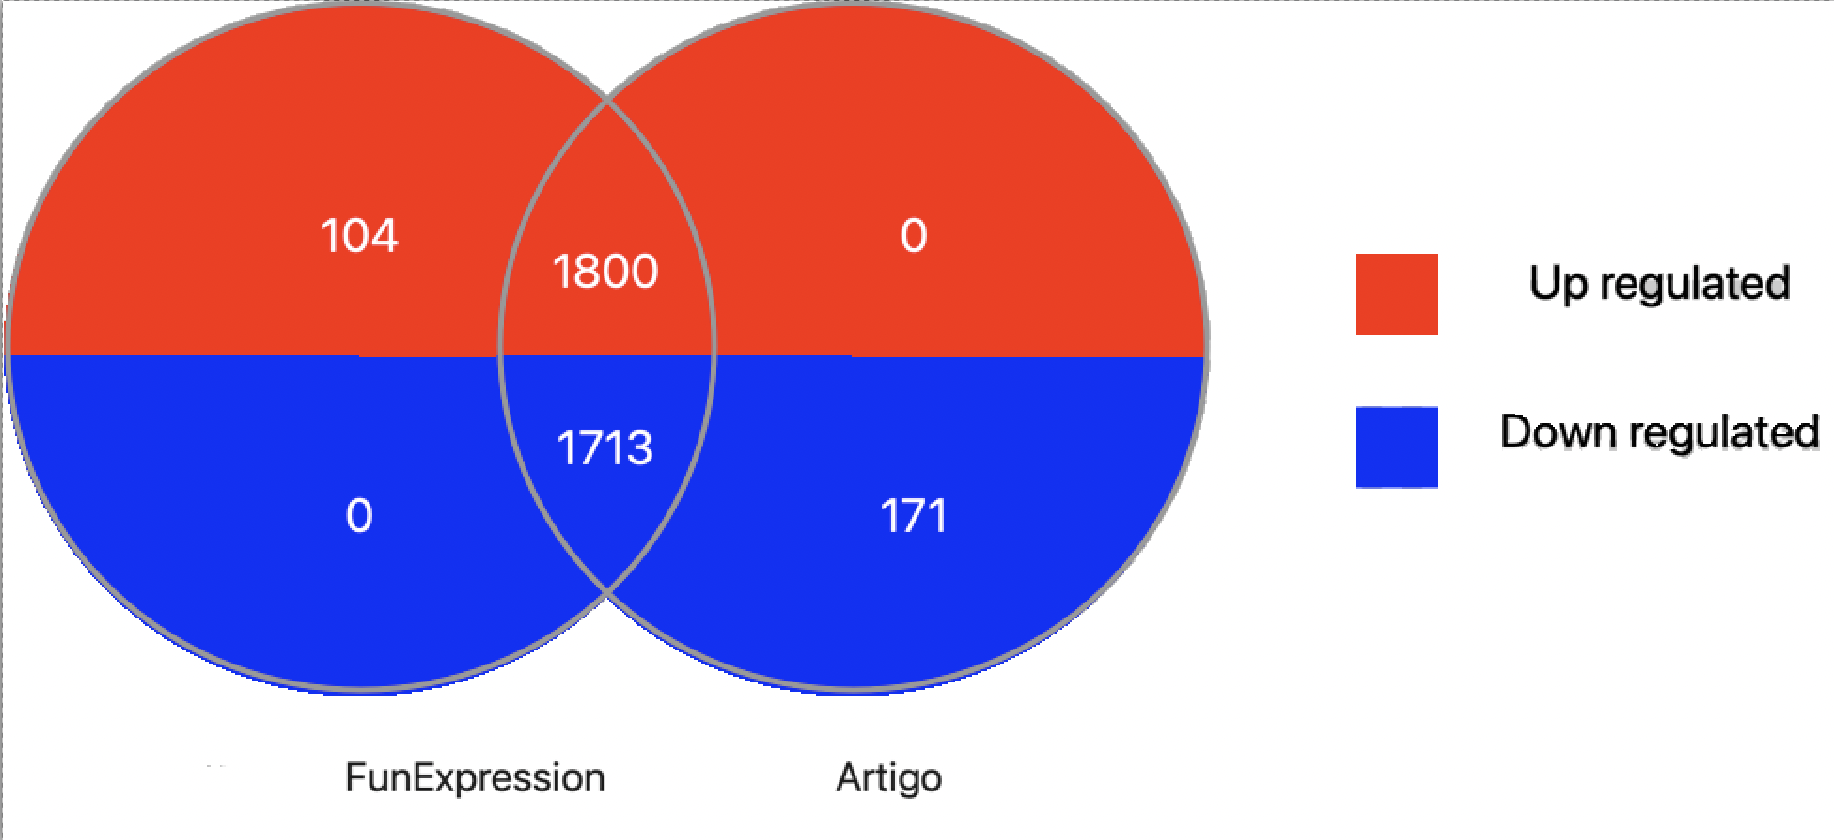 104
1800
0
Up regulated
Down regulated
1713
0
171
FunExpression
Artigo